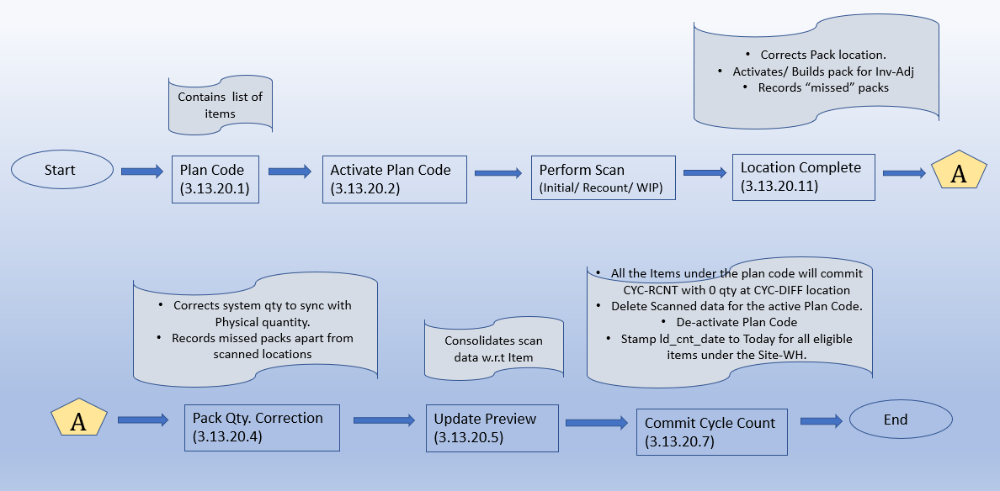 • Corrects Pack location.
• Activates/ Builds pack for Inv-Adj
• Records “missed” packs
Contains list of
items
Start
Plan Code
(3.13.20.1)
Activate Plan Code
(3.13.20.2)
Perform Scan
(Initial/ Recount/ WIP)
Location Complete
(3.13.20.11)
A
• Corrects system qty to sync with
Physical quantity.
• Records missed packs apart from
scanned locations
Consolidates scan
data w.r.t Item
• All the Items under the plan code will commit
CYC-RCNT with 0 qty at CYC-DIFF location
• Delete Scanned data for the active Plan Code.
• De-activate Plan Code
• Stamp ld_cnt_date to Today for all eligible
items under the Site-WH.
A
Pack Qty. Correction
(3.13.20.4)
Update Preview
(3.13.20.5)
Commit Cycle Count
(3.13.20.7)
End